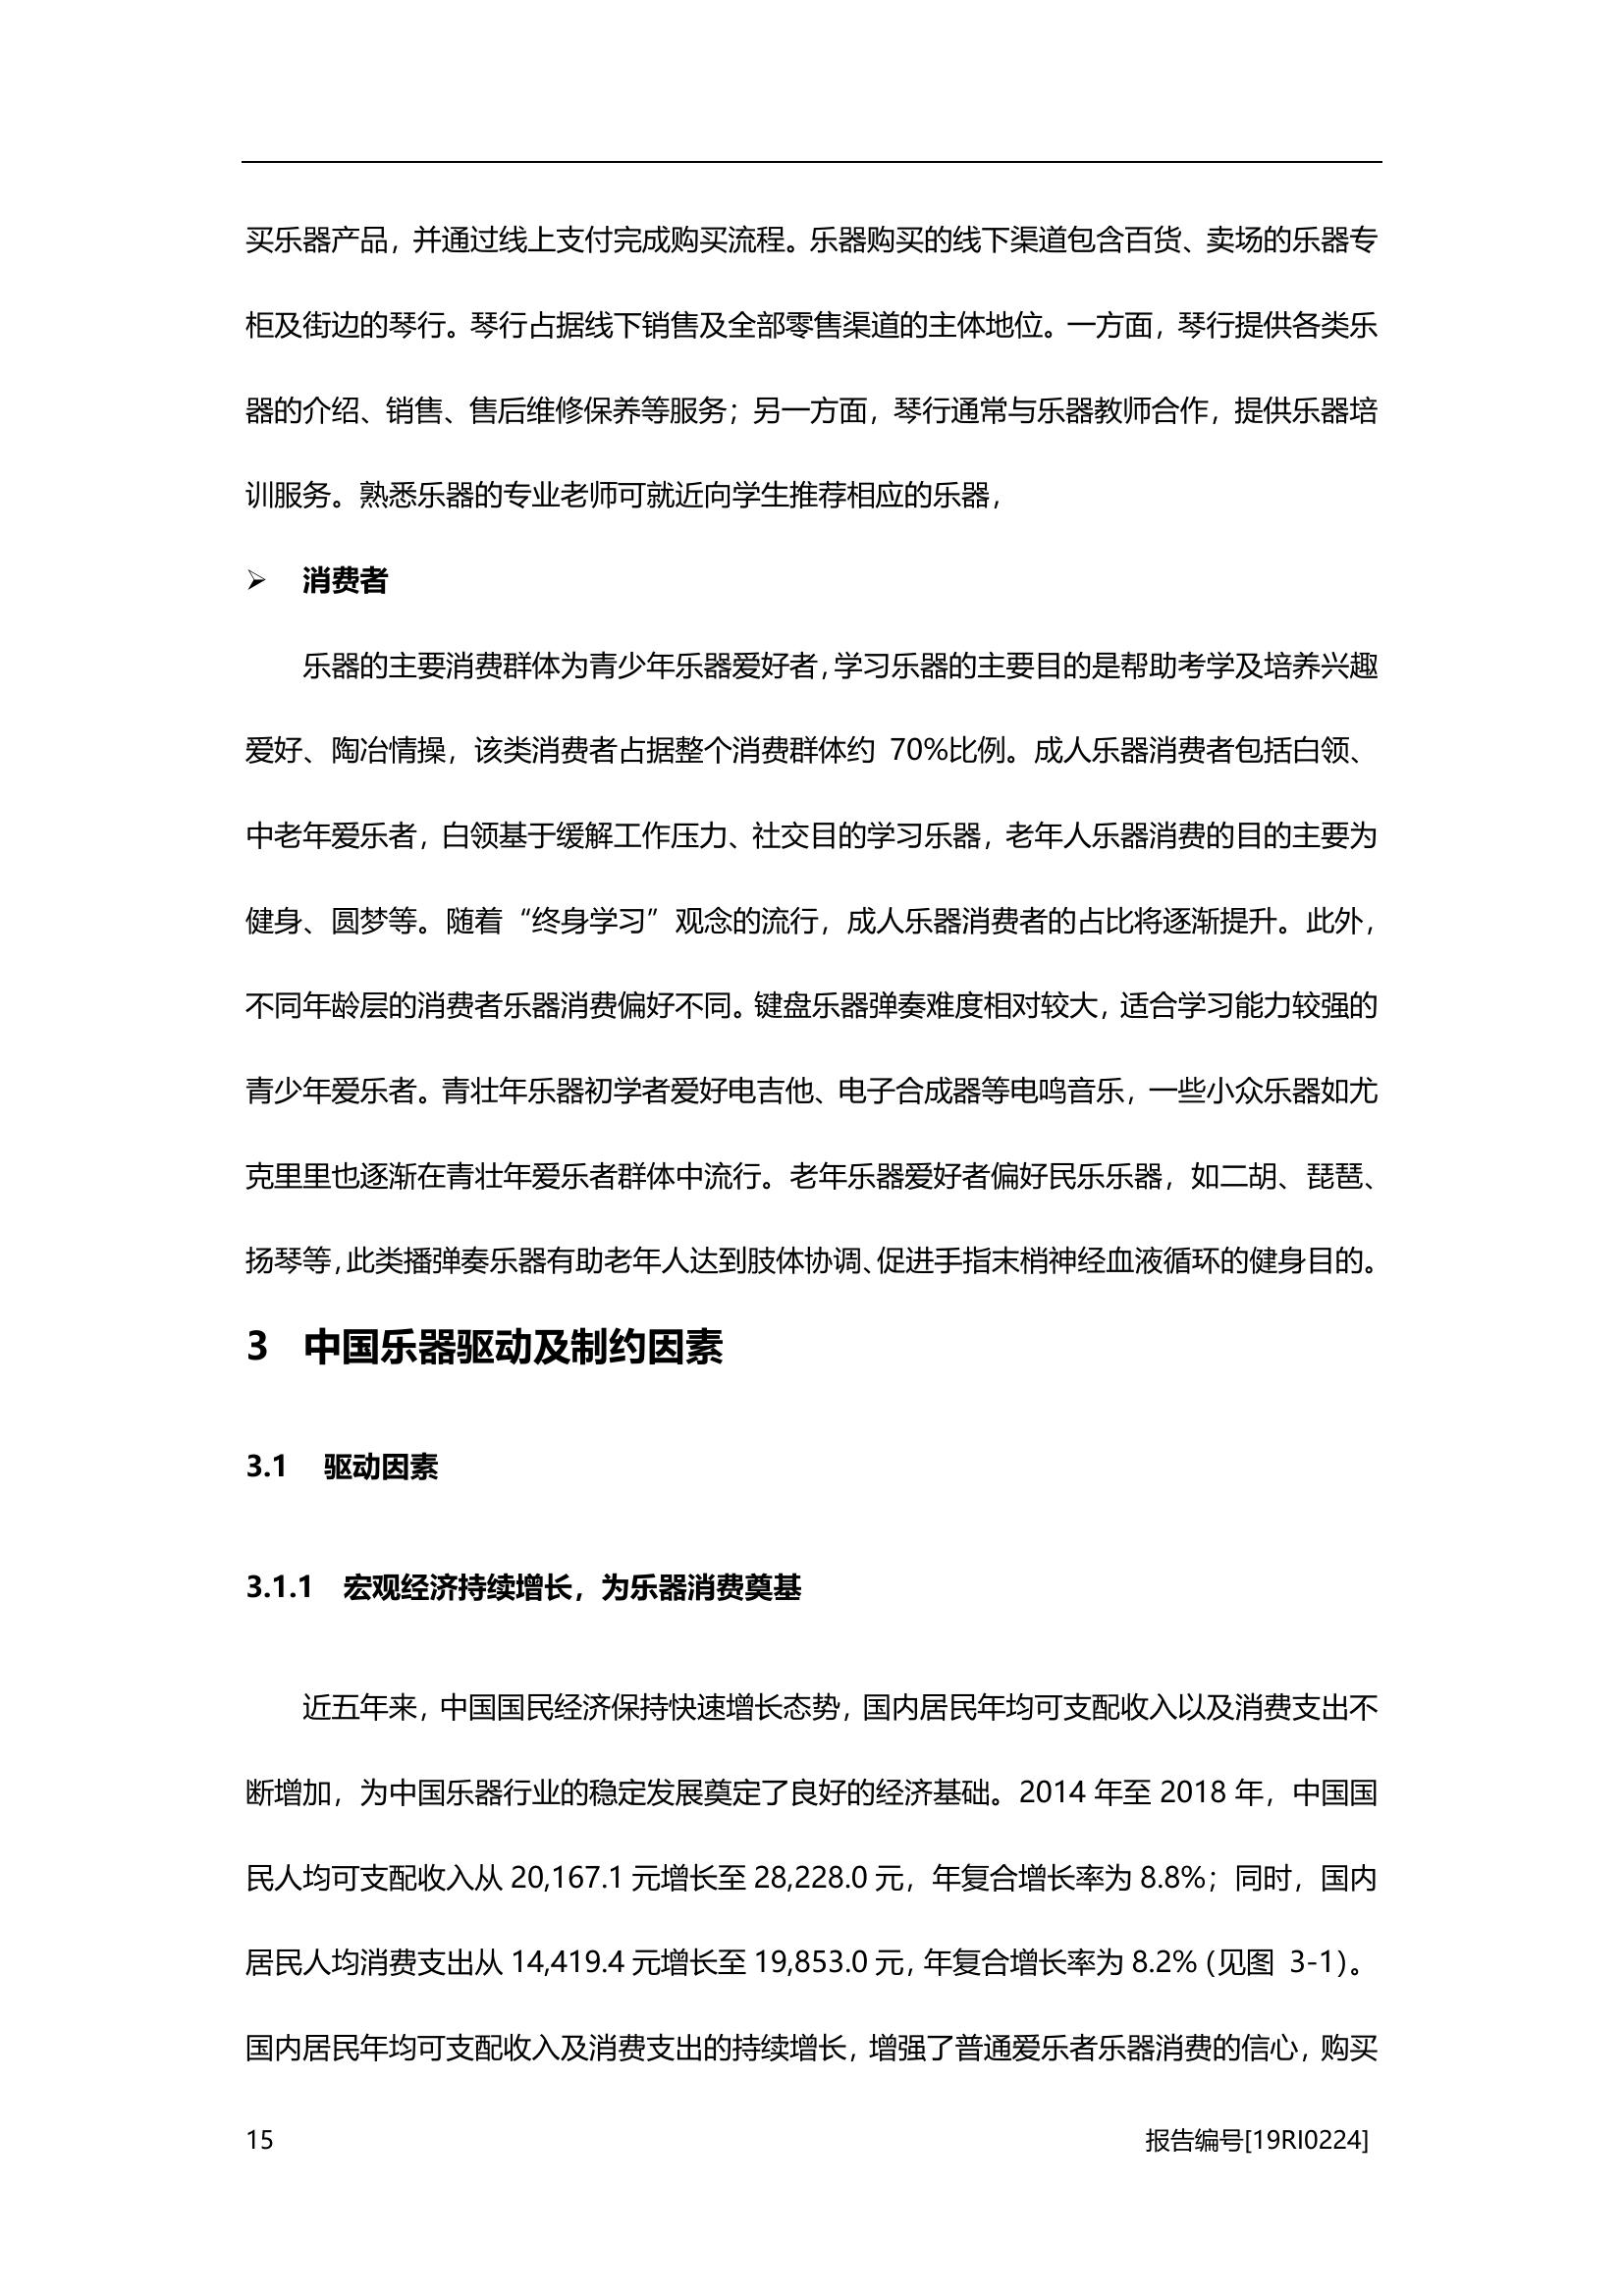 买乐器产品，并通过线上支付完成购买流程。乐器购买的线下渠道包含百货、卖场的乐器专
柜及街边的琴行。琴行占据线下销售及全部零售渠道的主体地位。一方面，琴行提供各类乐
器的介绍、销售、售后维修保养等服务；另一方面，琴行通常与乐器教师合作，提供乐器培
训服务。熟悉乐器的专业老师可就近向学生推荐相应的乐器，
➢ 消费者
乐器的主要消费群体为青少年乐器爱好者，学习乐器的主要目的是帮助考学及培养兴趣
爱好、陶冶情操，该类消费者占据整个消费群体约 70%比例。成人乐器消费者包括白领、
中老年爱乐者，白领基于缓解工作压力、社交目的学习乐器，老年人乐器消费的目的主要为
健身、圆梦等。随着“终身学习”观念的流行，成人乐器消费者的占比将逐渐提升。此外，
不同年龄层的消费者乐器消费偏好不同。键盘乐器弹奏难度相对较大，适合学习能力较强的
青少年爱乐者。青壮年乐器初学者爱好电吉他、电子合成器等电鸣音乐，一些小众乐器如尤
克里里也逐渐在青壮年爱乐者群体中流行。老年乐器爱好者偏好民乐乐器，如二胡、琵琶、
扬琴等，此类播弹奏乐器有助老年人达到肢体协调、促进手指末梢神经血液循环的健身目的。
3 中国乐器驱动及制约因素
3.1 驱动因素
3.1.1 宏观经济持续增长，为乐器消费奠基
近五年来，中国国民经济保持快速增长态势，国内居民年均可支配收入以及消费支出不
断增加，为中国乐器行业的稳定发展奠定了良好的经济基础。2014 年至 2018 年，中国国
民人均可支配收入从 20,167.1 元增长至 28,228.0 元，年复合增长率为 8.8%；同时，国内
居民人均消费支出从 14,419.4 元增长至 19,853.0 元，年复合增长率为 8.2%（见图 3-1）。
国内居民年均可支配收入及消费支出的持续增长，增强了普通爱乐者乐器消费的信心，购买
15 报告编号[19RI0224]